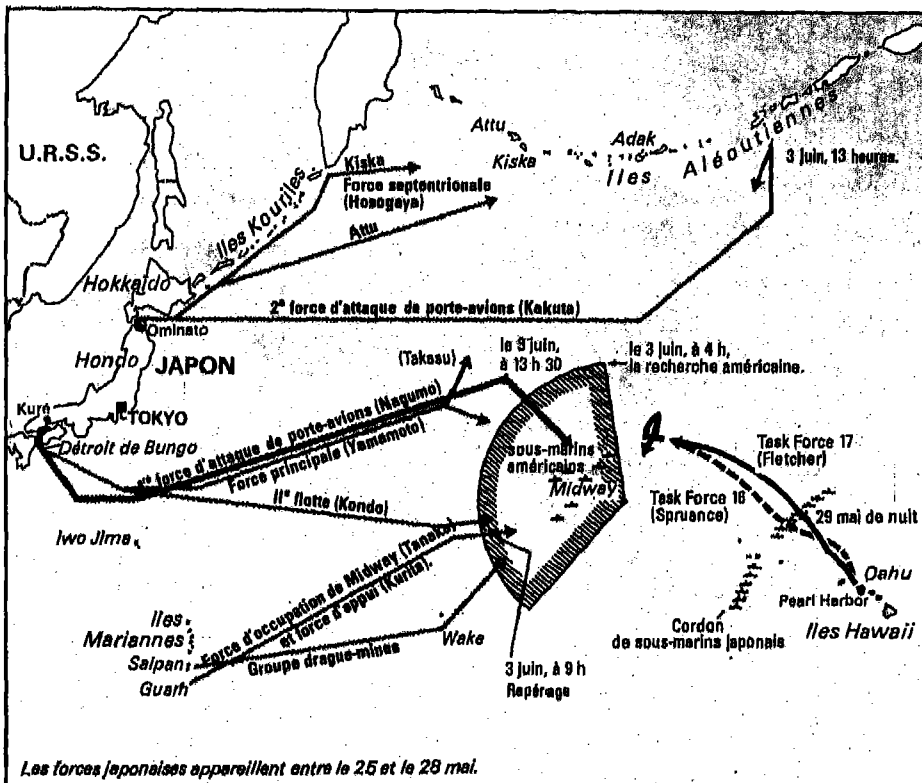 U.R.S.S.
Attu
Kiska
Adak
Iles
Aléoutiennes
3 Juin, 13 heures.
Kiska
Force septentrionale
(Hosogaya)
Iles Kouriles
Attu
Hokkaido
2e force d'attaque de porte-avions (Kakuta)
Ominato
Hondo
JAPON
(Takasu)
le 3 juin,
à 13 h 30
le 3 juin, à 4 h,
la recherche américaine.
Kure
TOKYO
Détroit de Bungo
1re force d'attaque de porte-avions (Nagumo)
Force principale (Yamamoto)
sous-marins
américains
Midway
Task Force 17
(Fletcher)
Task Force 16
(Spruance)
29 mai de nuit
IIe flotte (Kondo)
Iwo Jima
Oahu
Pearl Harbor
Iles Hawaii
Cordon
de sous-marins japonais
Force d'occupation de Midway (Tanaka)
et force d'appui (Kurita).
Iles
Mariannes
Saipan
Guam
Groupe drague-mines
Wake
3 juin, à 9 h
Repérage
Les forces japonaises appareillent entre le 25 et le 28 mai.